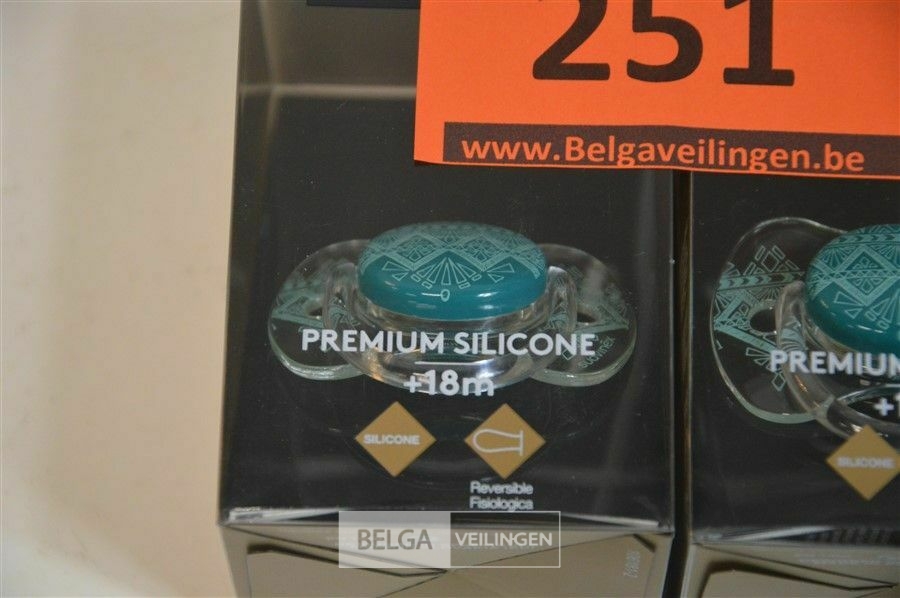 251
www.Belgaveilingen.be
PREMIUM SILICONE
+18m
SILICONE
Reversible
Fisiologica
PREMIUM
SILICONE
BELGA VEILINGEN